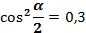 cos² α/2 = 0,3